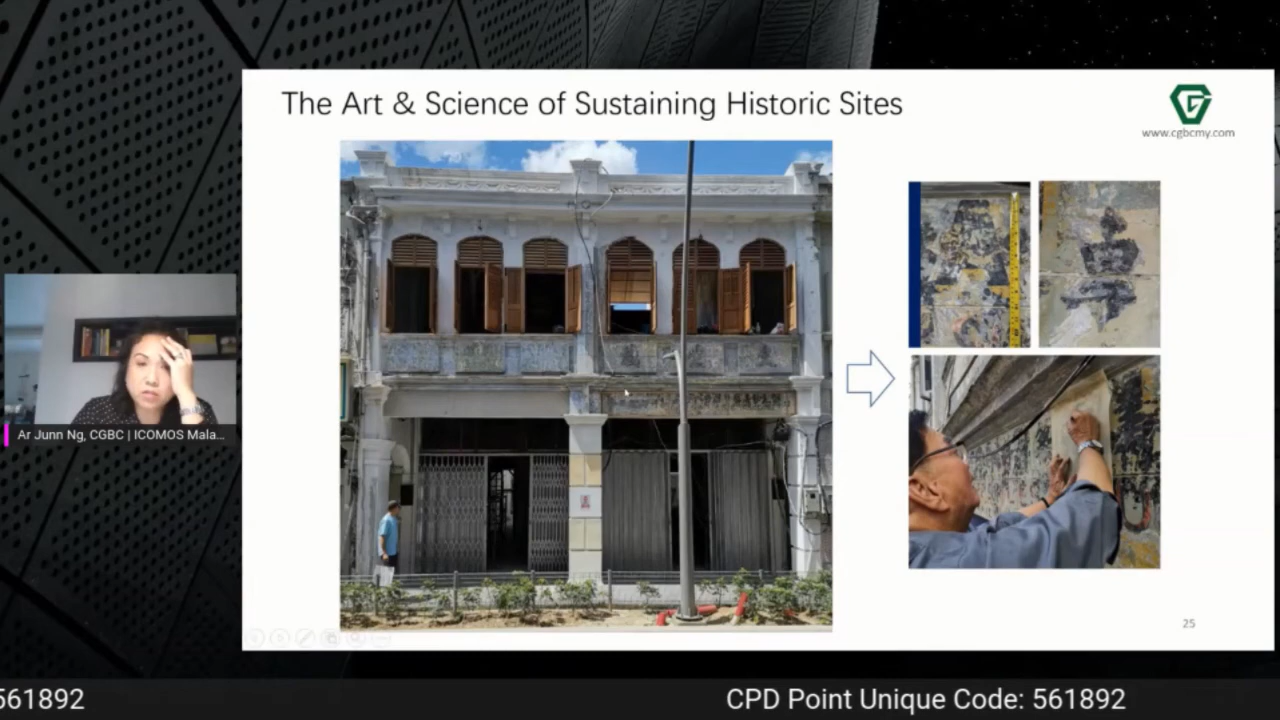 The Art & Science of Sustaining Historic Sites
www.cgbcmy.com
Ar Junn Ng, CGBC | ICOMOS Mala...
25
561892
CPD Point Unique Code: 561892